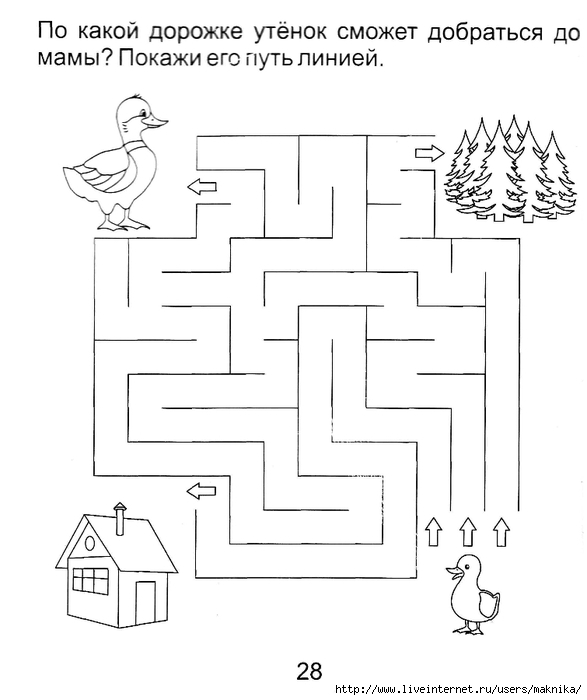 По какой дорожке утёнок сможет добраться до
мамы? Покажи его путь линией.
28
http://www.liveinternet.ru/users/maknika/